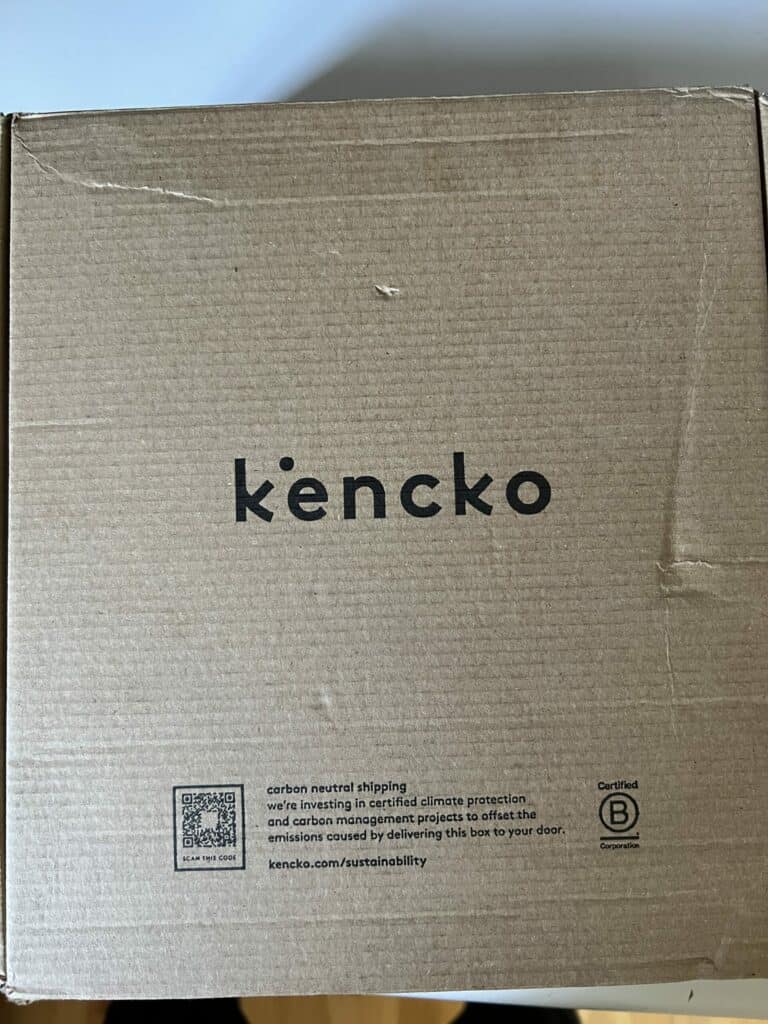 kencko
carbon neutral shipping
we're investing in certified climate protection
and carbon management projects to offset the
emissions caused by delivering this box to your door.
kencko.com/sustainability
SCAN THIS CODE
Certified
B
Corporation